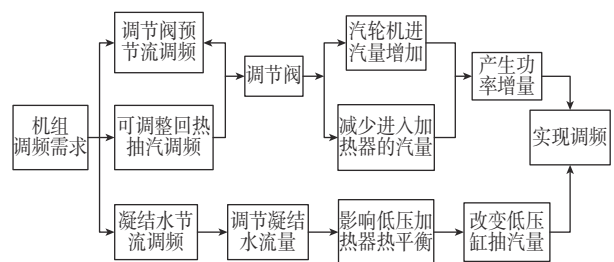 调节阀预
节流调频
汽轮机进
汽量增加
调节阀
产生功
率增量
机组
调频需求
可调整回热
抽汽调频
减少进入加
热器的汽量
实现调频
凝结水节
流调频
调节凝结
水流量
影响低压加
热器热平衡
改变低压
缸抽汽量